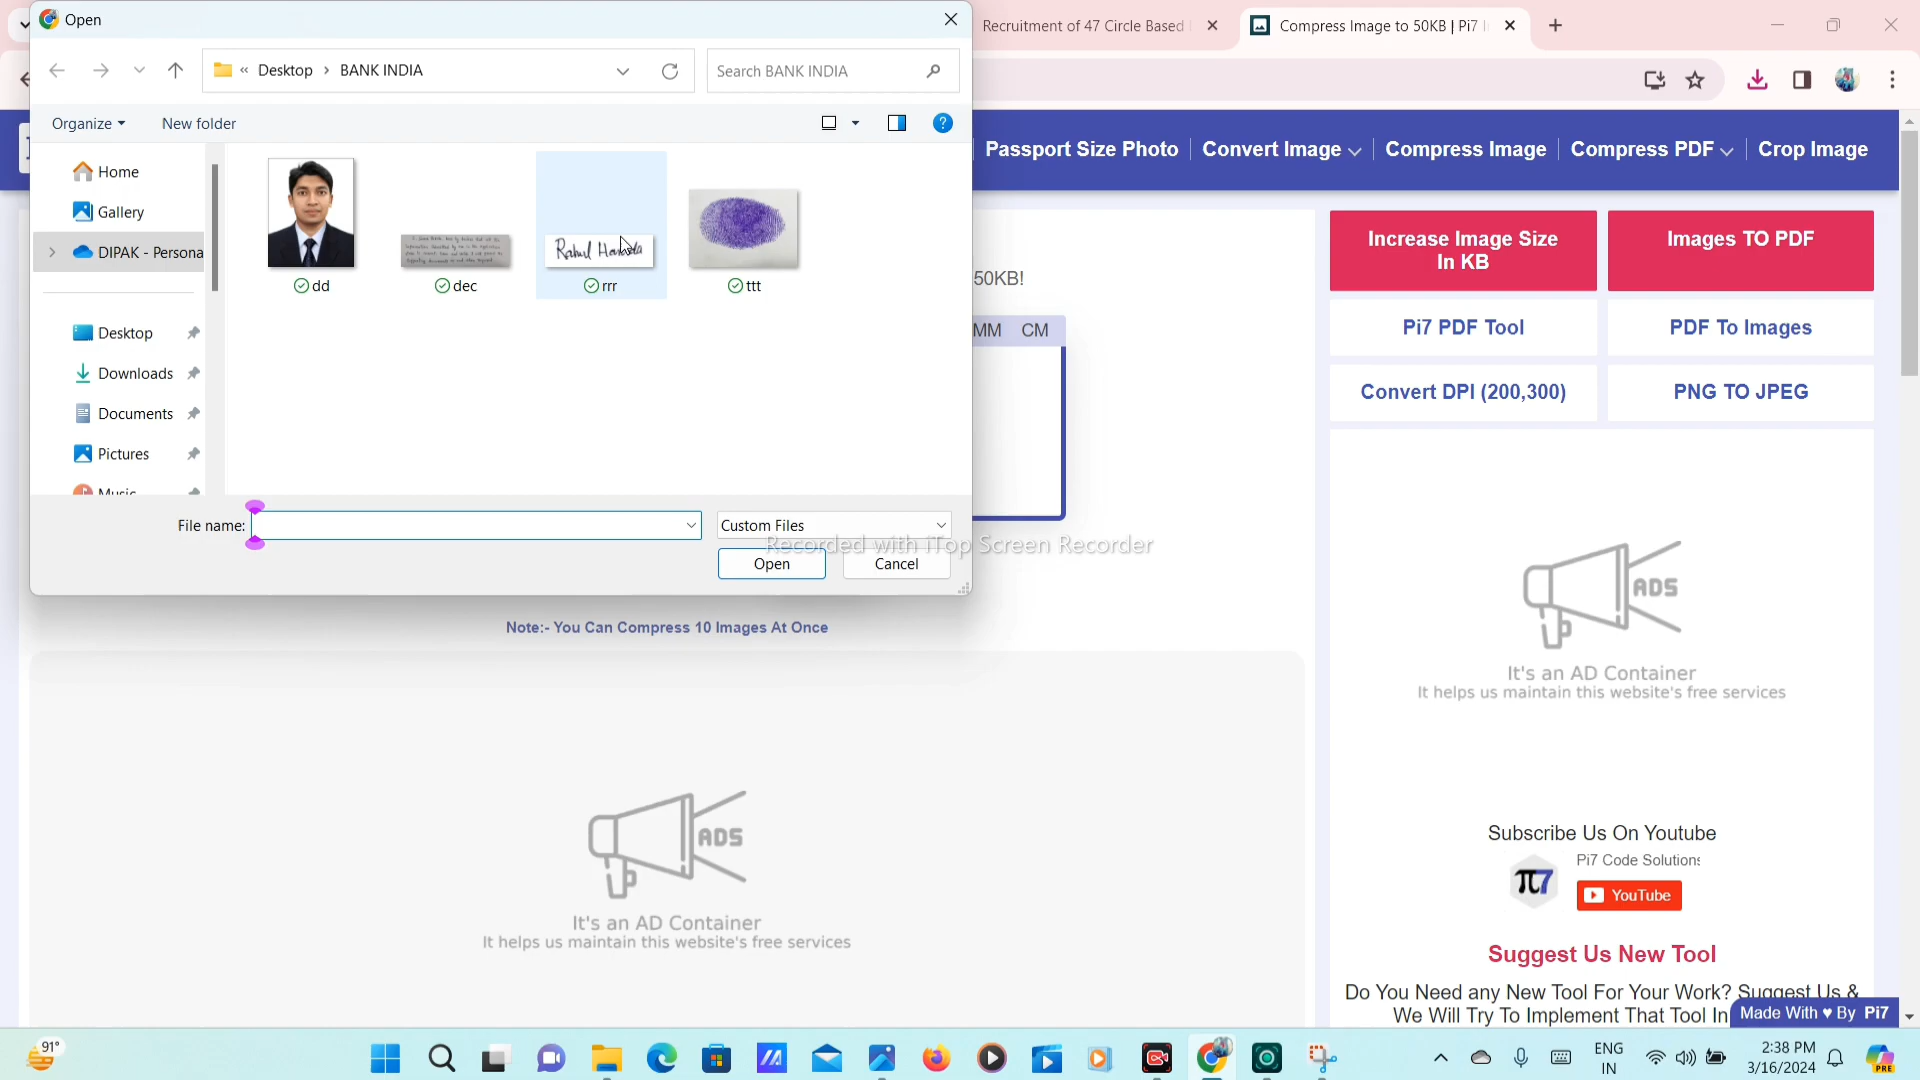 Open
Recruitment of 47 Circle Based
Compress Image to 50KB | Pi7 I
« Desktop › BANK INDIA
Search BANK INDIA
Organize
New folder
Home
Gallery
DIPAK - Persona
Desktop
Downloads
Documents
Pictures
Music
dd
dec
Rahul
rrr
ttt
File name:
Custom Files
Open
Cancel
Recorded with iTop Screen Recorder
Passport Size Photo
Convert Image
Compress Image
Compress PDF
Crop Image
50KB!
MM CM
Increase Image Size
In KB
Images TO PDF
Pi7 PDF Tool
PDF To Images
Convert DPI (200,300)
PNG TO JPEG
Note:- You Can Compress 10 Images At Once
ADS
It's an AD Container
It helps us maintain this website's free services
ADS
It's an AD Container
It helps us maintain this website's free services
Subscribe Us On Youtube
Pi7 Code Solutions
π7
YouTube
Suggest Us New Tool
Do You Need any New Tool For Your Work? Suggest Us &
We Will Try To Implement That Tool In
Made With ♥ By Pi7
91°
ENG
IN
2:38 PM
3/16/2024
PRE